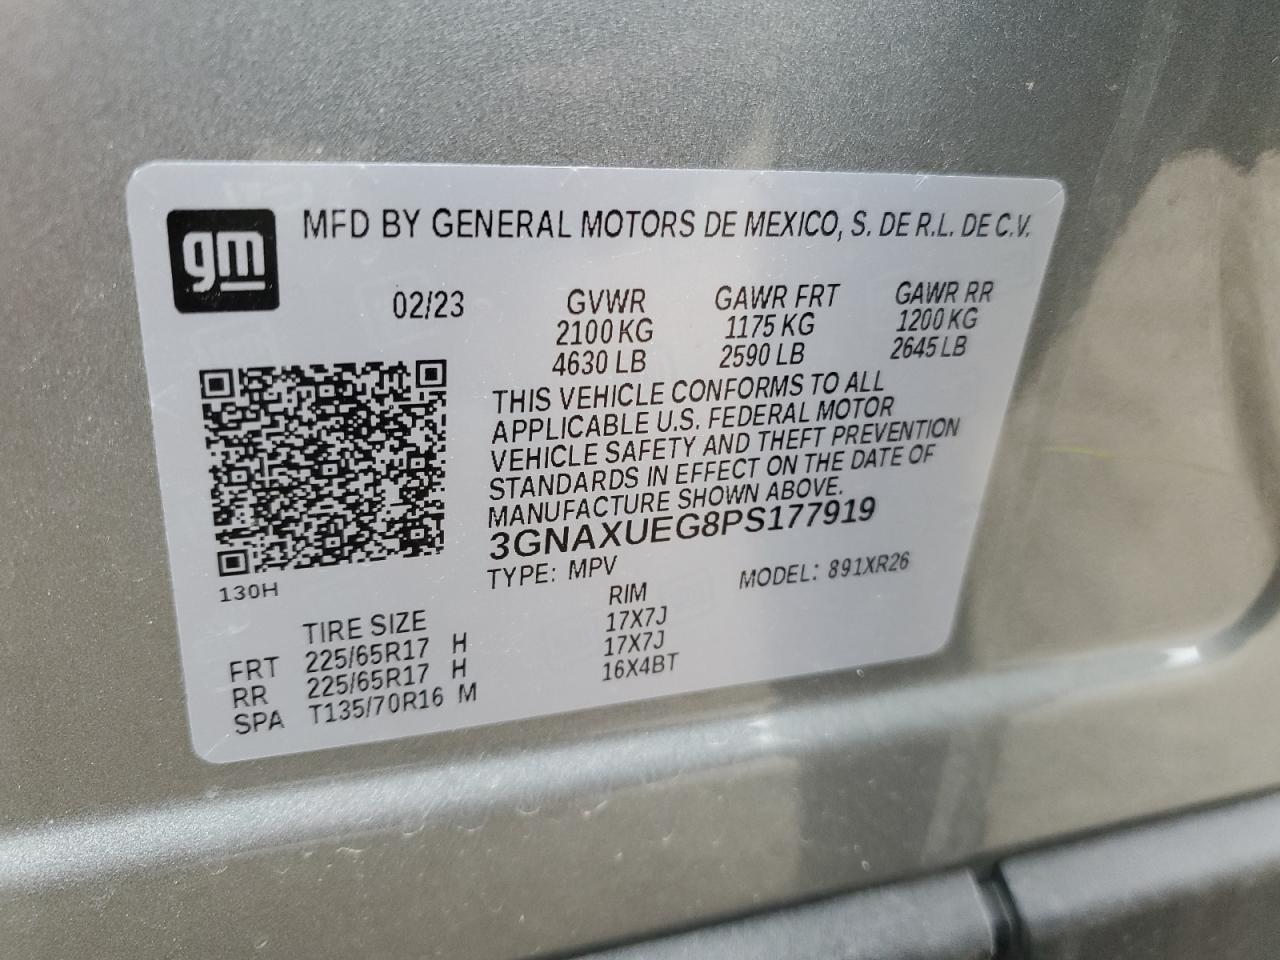 gm
MFD BY GENERAL MOTORS DE MEXICO, S. DE R.L. DE C.V.
02/23
GVWR GAWR FRT GAWR RR
2100 KG 1175 KG 1200 KG
4630 LB 2590 LB 2645 LB
THIS VEHICLE CONFORMS TO ALL
APPLICABLE U.S. FEDERAL MOTOR
VEHICLE SAFETY AND THEFT PREVENTION
STANDARDS IN EFFECT ON THE DATE OF
MANUFACTURE SHOWN ABOVE.
3GNAXUEG8PS177919
TYPE: MPV MODEL: 891XR26
130H
TIRE SIZE RIM
FRT 225/65R17 H 17X7J
RR 225/65R17 H 17X7J
SPA T135/70R16 M 16X4BT